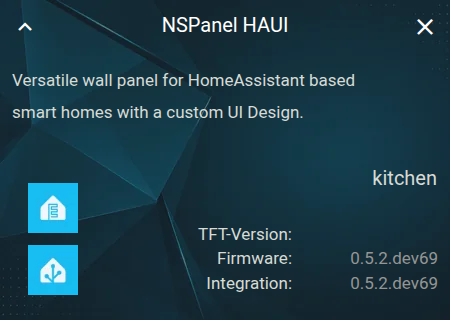 NSPanel HAUI
Versatile wall panel for HomeAssistant based
smart homes with a custom UI Design.
kitchen
TFT-Version:
Firmware: 0.5.2.dev69
Integration: 0.5.2.dev69